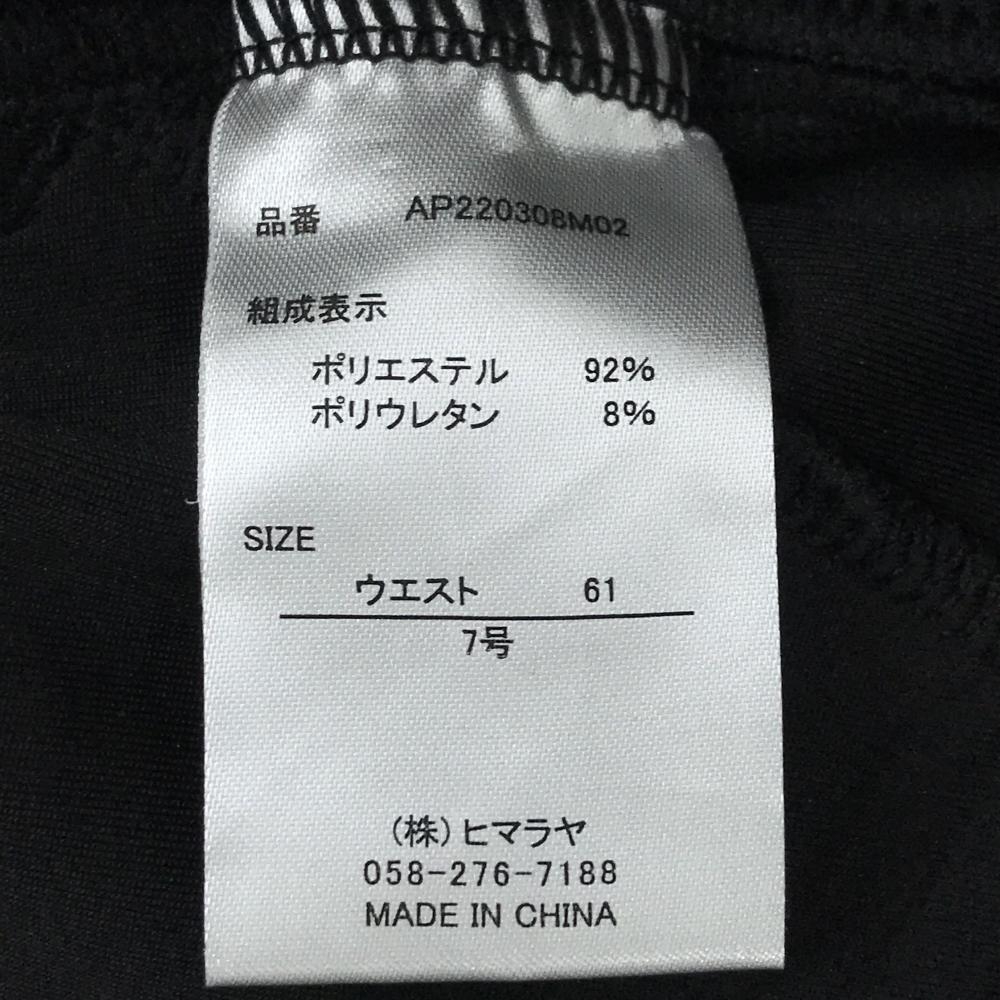 品番 AP220308M02
組成表示
ポリエステル 92%
ポリウレタン 8%
SIZE
ウエスト 61
7号
(株)ヒマラヤ
058-276-7188
MADE IN CHINA